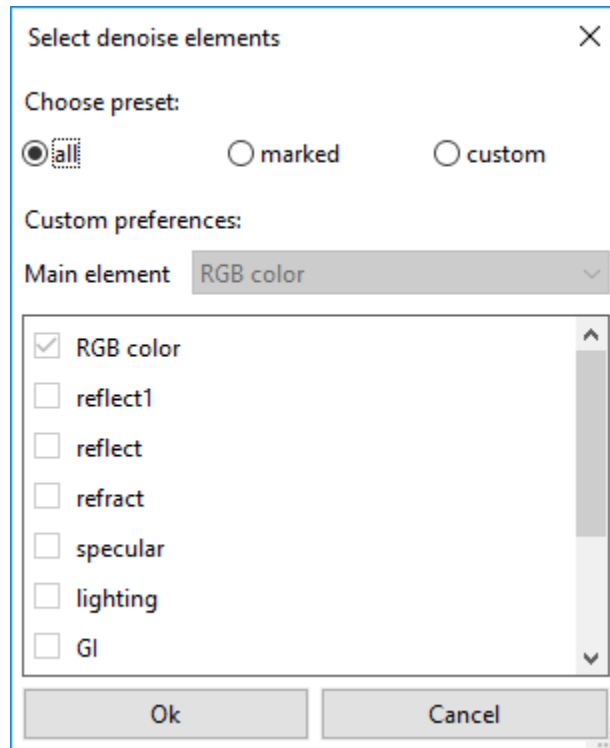 Select denoise elements
Choose preset:
all marked custom
Custom preferences:
Main element RGB color
RGB color
reflect1
reflect
refract
specular
lighting
GI
Ok Cancel